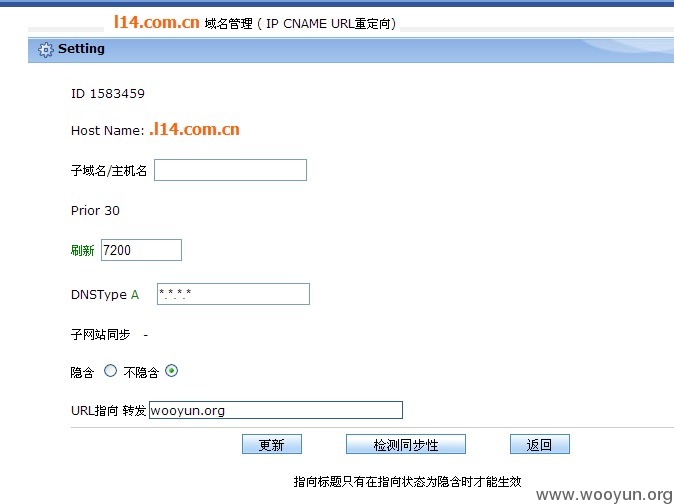 l14.com.cn 域名管理 ( IP CNAME URL重定向)
Setting
ID 1583459
Host Name: .l14.com.cn
子域名/主机名
Prior 30
刷新 7200
DNSType A *.*.*.*
子网站同步 -
隐含 不隐含
URL指向 转发 wooyun.org
更新 检测同步性 返回
指向标题只有在指向状态为隐含时才能生效
www.wooyun.org